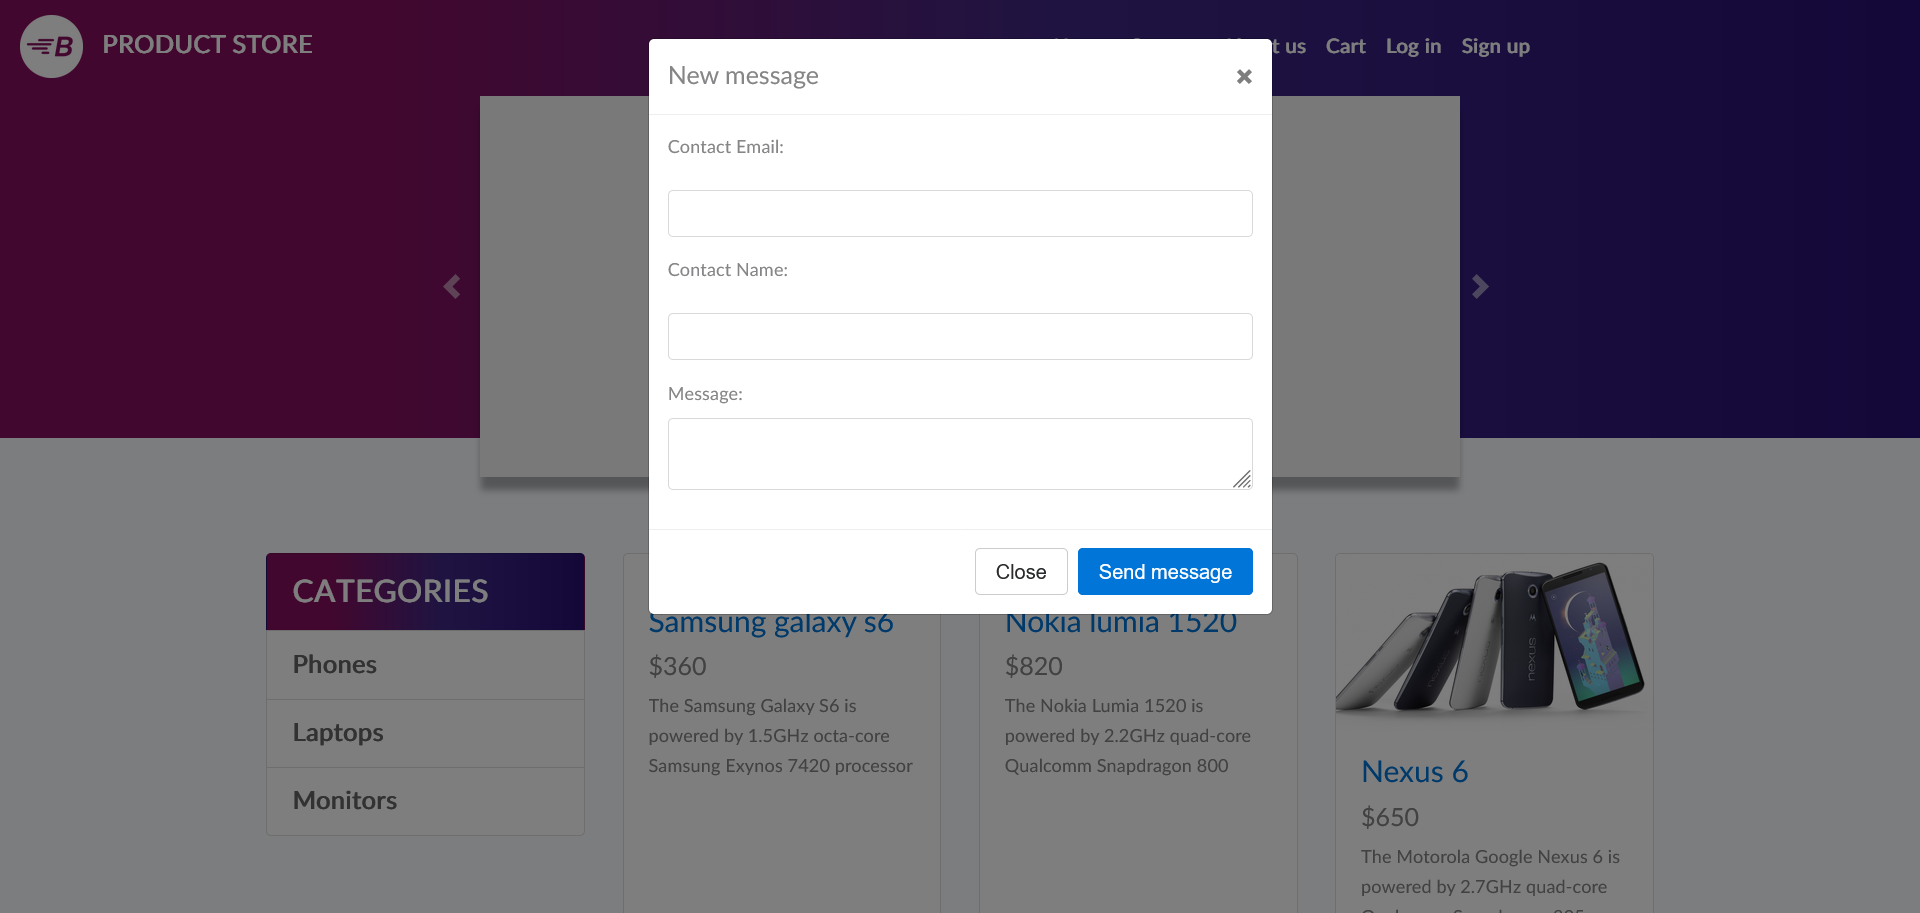 B PRODUCT STORE
t us Cart Log in Sign up
New message
Contact Email:
Contact Name:
Message:
Close Send message
CATEGORIES
Phones
Laptops
Monitors
Samsung galaxy s6
$360
The Samsung Galaxy S6 is
powered by 1.5GHz octa-core
Samsung Exynos 7420 processor
Nokia lumia 1520
$820
The Nokia Lumia 1520 is
powered by 2.2GHz quad-core
Qualcomm Snapdragon 800
nexus
Nexus 6
$650
The Motorola Google Nexus 6 is
powered by 2.7GHz quad-core